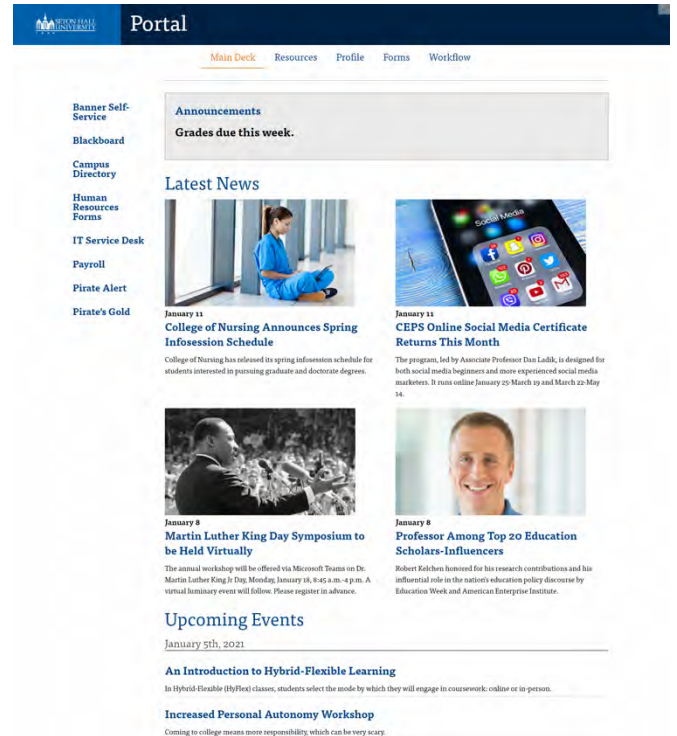 SETON HALL
UNIVERSITY
Portal
Main Deck Resources Profile Forms Workflow
Banner Self-
Service
Blackboard
Campus
Directory
Human
Resources
Forms
IT Service Desk
Payroll
Pirate Alert
Pirate's Gold
Announcements
Grades due this week.
Latest News
Social Media
January 11
College of Nursing Announces Spring
Infosession Schedule
College of Nursing has released its spring infosession schedule for
students interested in pursuing graduate and doctorate degrees.
January 11
CEPS Online Social Media Certificate
Returns This Month
The program, led by Associate Professor Dan Ladik, is designed for
both social media beginners and more experienced social media
marketers. It runs online January 25-March 19 and March 22-May
14.
January 8
Martin Luther King Day Symposium to
be Held Virtually
The annual workshop will be offered via Microsoft Teams on Dr.
Martin Luther King Jr Day, Monday, January 18, 8:45 a.m.-4 p.m. A
virtual luminary event will follow. Please register in advance.
January 8
Professor Among Top 20 Education
Scholars-Influencers
Robert Kelchen honored for his research contributions and his
influential role in the nation's education policy discourse by
Education Week and American Enterprise Institute.
Upcoming Events
January 5th, 2021
An Introduction to Hybrid-Flexible Learning
In Hybrid-Flexible (HyFlex) classes, students select the mode by which they will engage in coursework: online or in-person.
Increased Personal Autonomy Workshop
Coming to college means more responsibility, which can be very scary.